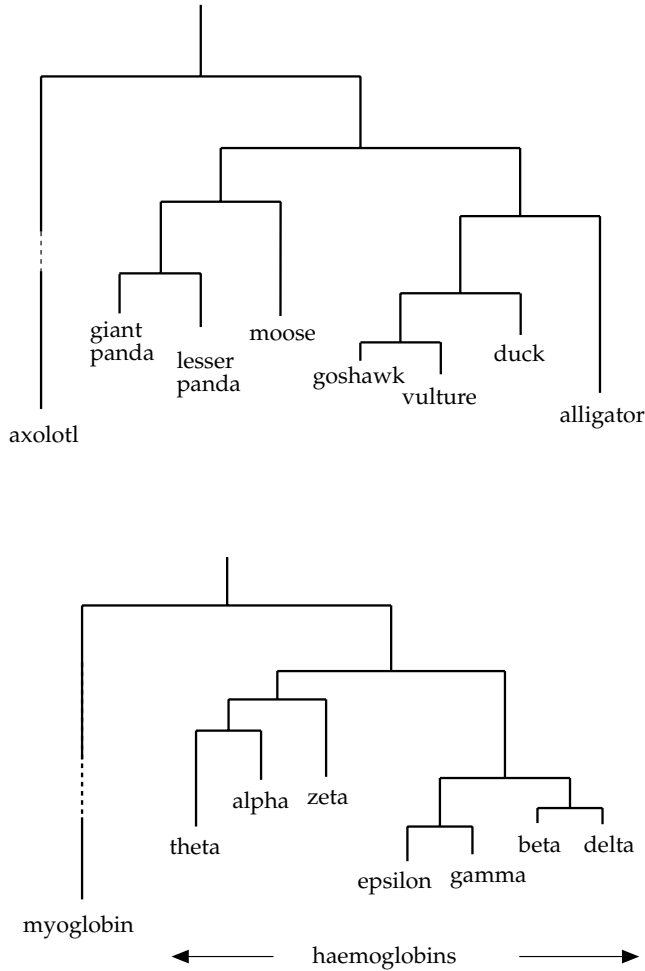 giant
panda
lesser
panda
moose
goshawk
vulture
duck
alligator
axolotl
theta
alpha
zeta
epsilon
gamma
beta
delta
myoglobin
haemoglobins